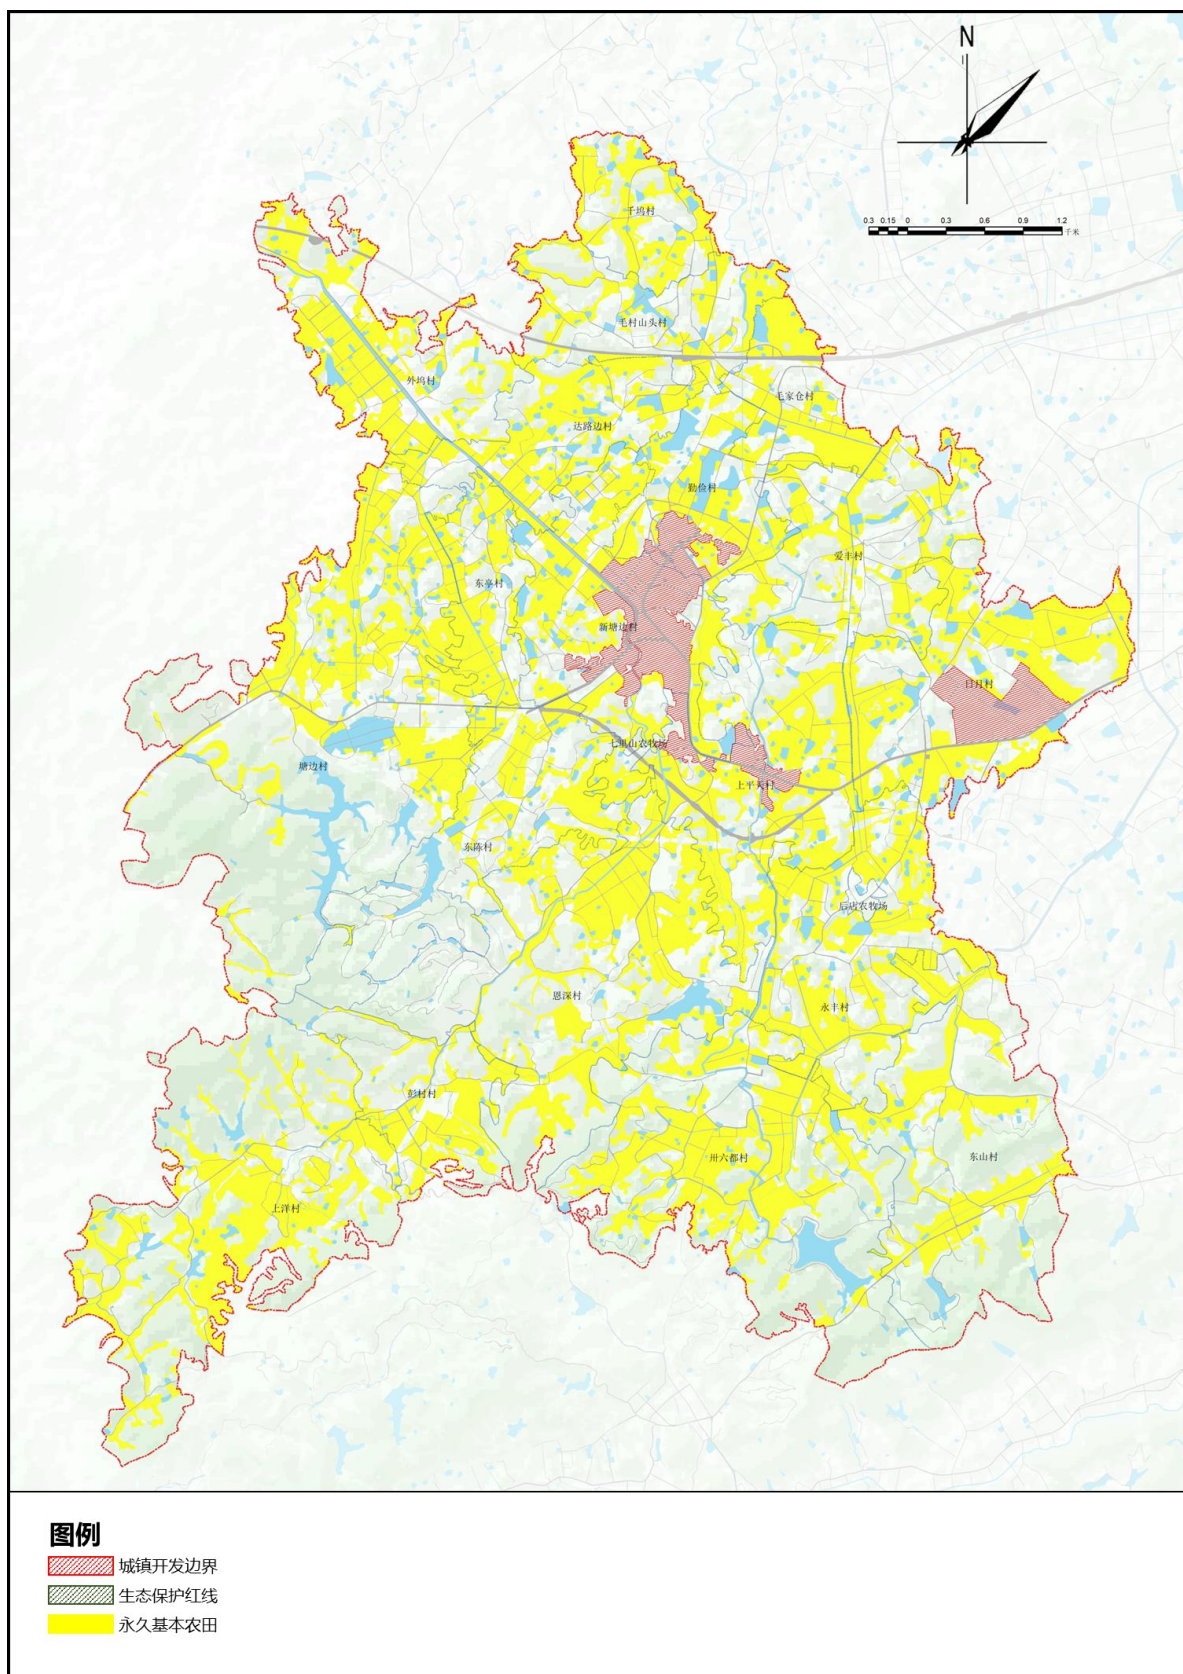 N
0.3 0.15 0 0.3 0.6 0.9 1.2
千米
千坞村
毛村山头村
外坞村
毛家仓村
达路边村
勤俭村
爱丰村
东亭村
新塘边村
日月村
七里山农牧场
塘边村
上平头村
东陈村
后店农牧场
恩深村
永丰村
彭村村
卅六都村
东山村
上洋村
图例
城镇开发边界
生态保护红线
永久基本农田